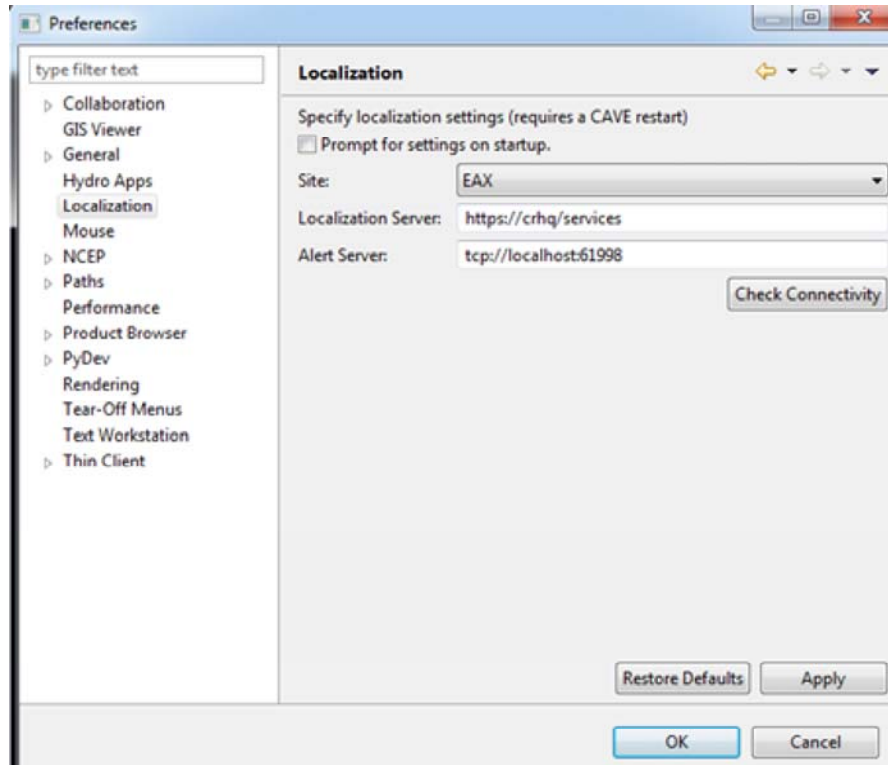 Preferences
type filter text
Collaboration
GIS Viewer
General
Hydro Apps
Localization
Mouse
NCEP
Paths
Performance
Product Browser
PyDev
Rendering
Tear-Off Menus
Text Workstation
Thin Client
Localization
Specify localization settings (requires a CAVE restart)
Prompt for settings on startup.
Site: EAX
Localization Server: https://crhq/services
Alert Server: tcp://localhost:61998
Check Connectivity
Restore Defaults Apply
OK Cancel